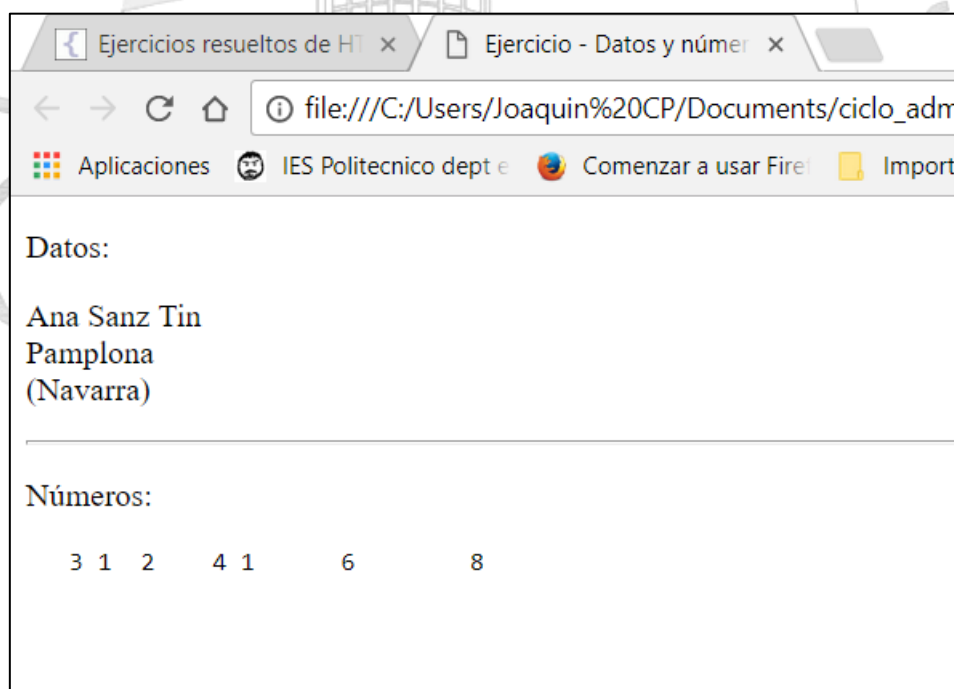 Ejercicios resueltos de HT
Ejercicio - Datos y númer
file:///C:/Users/Joaquin%20CP/Documents/ciclo_adm
Aplicaciones IES Politecnico dept e Comenzar a usar Firef Import
Datos:
Ana Sanz Tin
Pamplona
(Navarra)
Números:
3 1  2    4 1      6        8